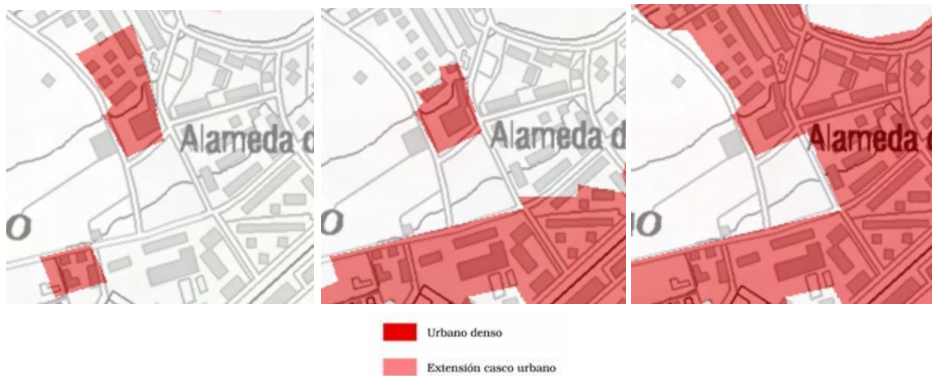 Alameda d
Alameda d
Alameda d
o
o
o
Urbano denso
Extensión casco urbano